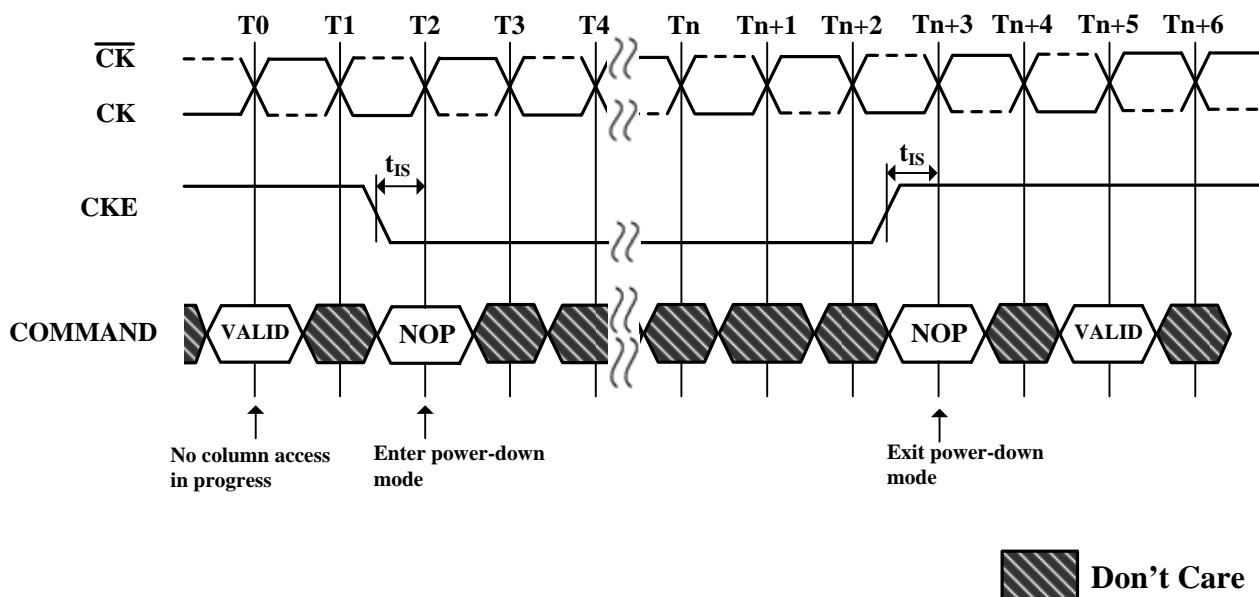 T0 T1 T2 T3 T4 Tn Tn+1 Tn+2 Tn+3 Tn+4 Tn+5 Tn+6
CK
CK
tIS
tIS
CKE
COMMAND
VALID
NOP
NOP
VALID
No column access
in progress
Enter power-down
mode
Exit power-down
mode
Don't Care